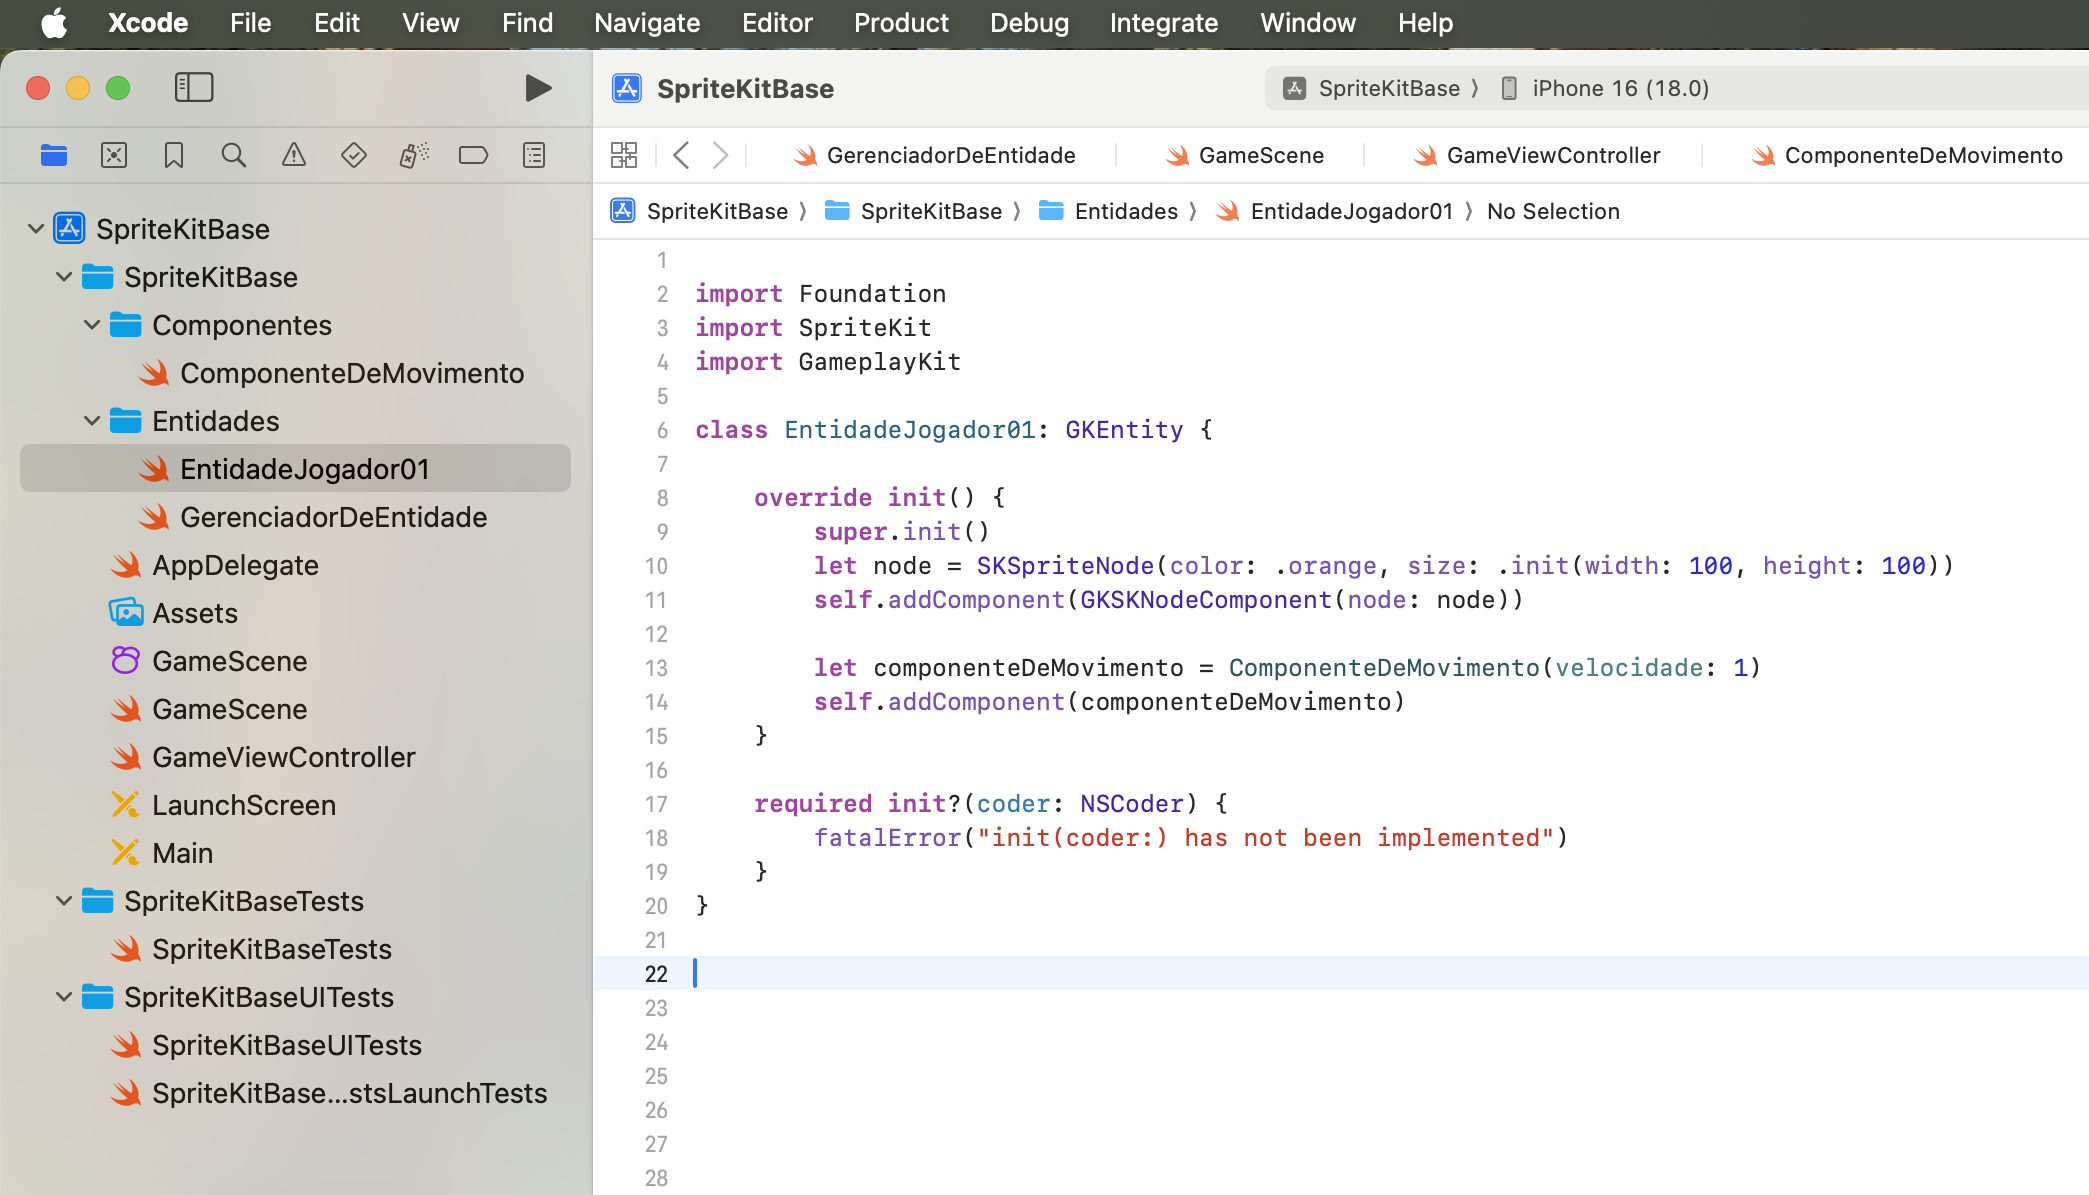 Xcode File Edit View Find Navigate Editor Product Debug Integrate Window Help
SpriteKitBase
SpriteKitBase
Componentes
ComponenteDeMovimento
Entidades
EntidadeJogador01
GerenciadorDeEntidade
AppDelegate
Assets
GameScene
GameScene
GameViewController
LaunchScreen
Main
SpriteKitBaseTests
SpriteKitBaseTests
SpriteKitBaseUITests
SpriteKitBaseUITests
SpriteKitBase...stsLaunchTests
SpriteKitBase SpriteKitBase 〉 iPhone 16 (18.0)
GerenciadorDeEntidade GameScene GameViewController ComponenteDeMovimento
SpriteKitBase 〉 SpriteKitBase 〉 Entidades 〉 EntidadeJogador01 〉 No Selection
1
2 import Foundation
3 import SpriteKit
4 import GameplayKit
5
6 class EntidadeJogador01: GKEntity {
7
8     override init() {
9         super.init()
10         let node = SKSpriteNode(color: .orange, size: .init(width: 100, height: 100))
11         self.addComponent(GKSKNodeComponent(node: node))
12
13         let componenteDeMovimento = ComponenteDeMovimento(velocidade: 1)
14         self.addComponent(componenteDeMovimento)
15     }
16
17     required init?(coder: NSCoder) {
18         fatalError("init(coder:) has not been implemented")
19     }
20 }
21
22
23
24
25
26
27
28